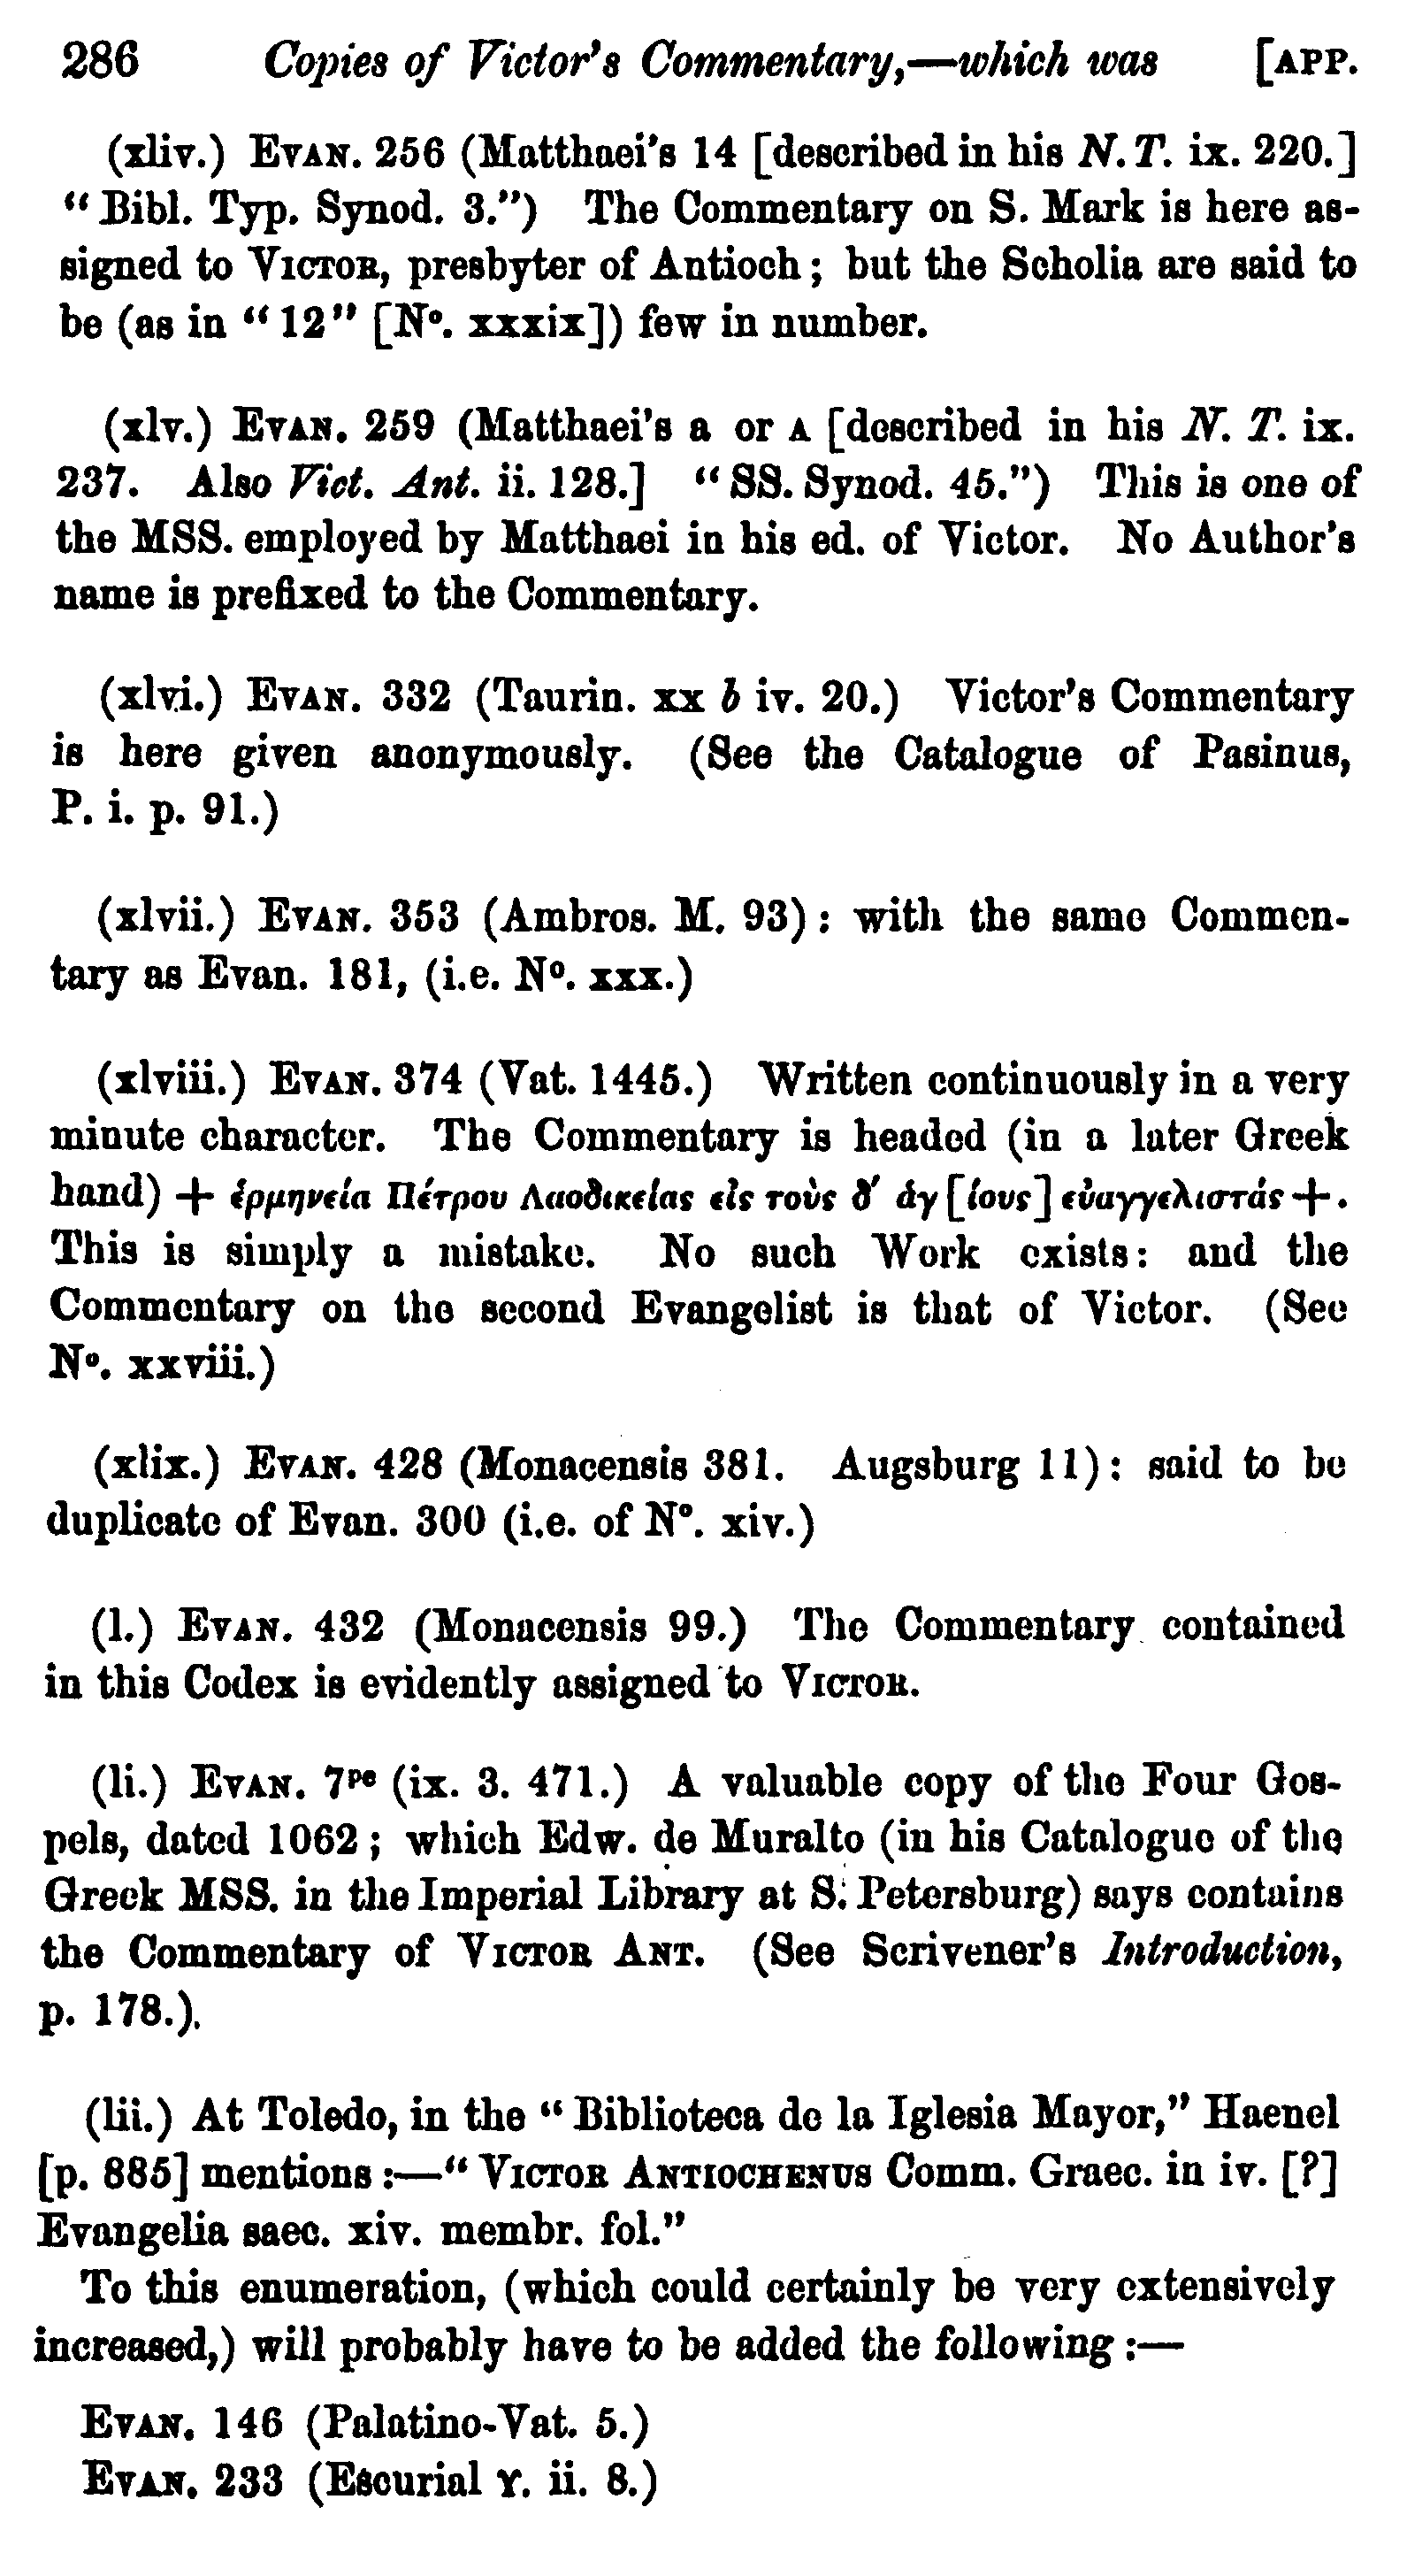 286 Copies of Victor's Commentary,—which was [APP.
(xliv.) EVAN. 256 (Matthaei's 14 [described in his N. T. ix. 220.]
“Bibl. Typ. Synod. 3.”) The Commentary on S. Mark is here as-
signed to VICTOR, presbyter of Antioch; but the Scholia are said to
be (as in “12” [Nº. xxxix]) few in number.
(xlv.) EVAN. 259 (Matthaei's a or A [described in his N. T. ix.
237. Also Vict. Ant. ii. 128.] “SS. Synod. 45.”) This is one of
the MSS. employed by Matthaei in his ed. of Victor. No Author's
name is prefixed to the Commentary.
(xlvi.) EVAN. 332 (Taurin. xx b iv. 20.) Victor's Commentary
is here given anonymously. (See the Catalogue of Pasinus,
P. i. p. 91.)
(xlvii.) EVAN. 353 (Ambros. M. 93): with the same Commen-
tary as Evan. 181, (i.e. Nº. xxx.)
(xlviii.) EVAN. 374 (Vat. 1445.) Written continuously in a very
minute character. The Commentary is headed (in a later Greek
hand) + ἑρμηνεία Πέτρου Λαοδικείας εἰς τοὺς δ′ ἁγ[ίους] εὐαγγελιστάς +.
This is simply a mistake. No such Work exists: and the
Commentary on the second Evangelist is that of Victor. (See
Nº. xxviii.)
(xlix.) EVAN. 428 (Monacensis 381. Augsburg 11): said to be
duplicate of Evan. 300 (i.e. of Nº. xiv.)
(l.) EVAN. 432 (Monacensis 99.) The Commentary contained
in this Codex is evidently assigned to VICTOR.
(li.) EVAN. 7ᵖᵉ (ix. 3. 471.) A valuable copy of the Four Gos-
pels, dated 1062; which Edw. de Muralto (in his Catalogue of the
Greek MSS. in the Imperial Library at S. Petersburg) says contains
the Commentary of VICTOR ANT. (See Scrivener's Introduction,
p. 178.).
(lii.) At Toledo, in the “Biblioteca de la Iglesia Mayor,” Haenel
[p. 885] mentions:—“VICTOR ANTIOCHENUS Comm. Graec. in iv. [?]
Evangelia saec. xiv. membr. fol.”
To this enumeration, (which could certainly be very extensively
increased,) will probably have to be added the following:—
EVAN. 146 (Palatino-Vat. 5.)
EVAN. 233 (Escurial Υ. ii. 8.)